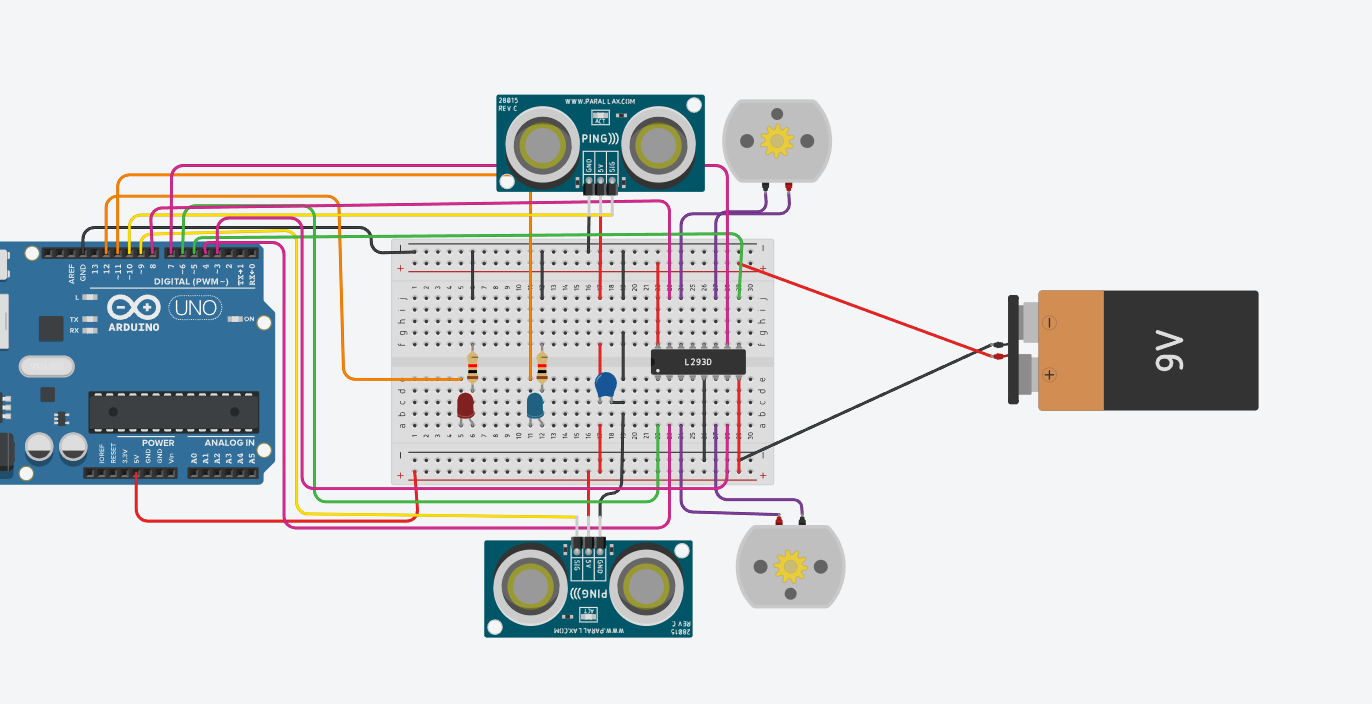 28015
REV C
WWW.PARALLAX.COM
ACT
PING)))
GND
5V
SIG
AREF
GND
13
12
~11
~10
~9
8
7
~6
~5
4
~3
2
TX→1
RX←0
DIGITAL (PWM~)
L
TX
RX
ARDUINO
UNO
ON
POWER
ANALOG IN
IOREF
RESET
3.3V
5V
GND
GND
Vin
A0
A1
A2
A3
A4
A5
L293D
9V
SIG
5V
GND
PING)))
ACT
WWW.PARALLAX.COM
28015
REV C